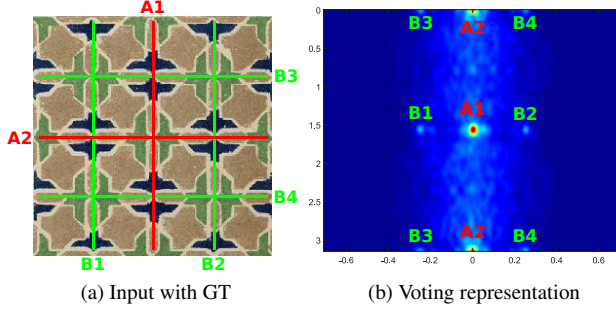 A1
B3
A2
B4
B1 B2
(a) Input with GT
0
0.5
1
1.5
2
2.5
3
B3 A2 B4
B1 A1 B2
B3 A2 B4
-0.6 -0.4 -0.2 0 0.2 0.4 0.6
(b) Voting representation